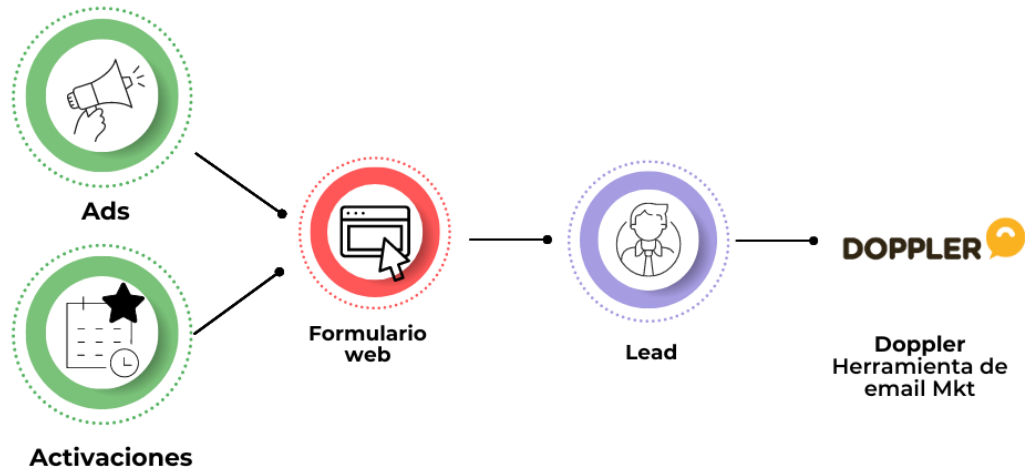 Ads
Activaciones
Formulario
web
Lead
DOPPLER
Doppler
Herramienta de
email Mkt